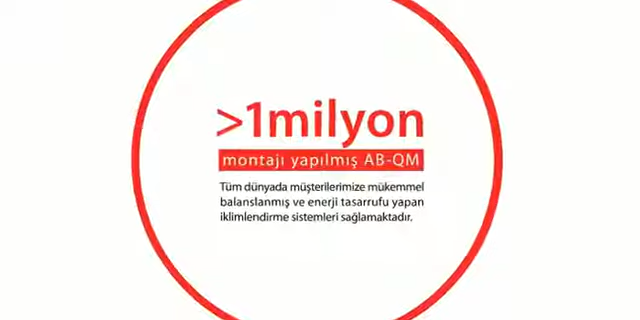 >1milyon
montajı yapılmış AB-QM
Tüm dünyada müşterilerimize mükemmel
balanslanmış ve enerji tasarrufu yapan
iklimlendirme sistemleri sağlamaktadır.